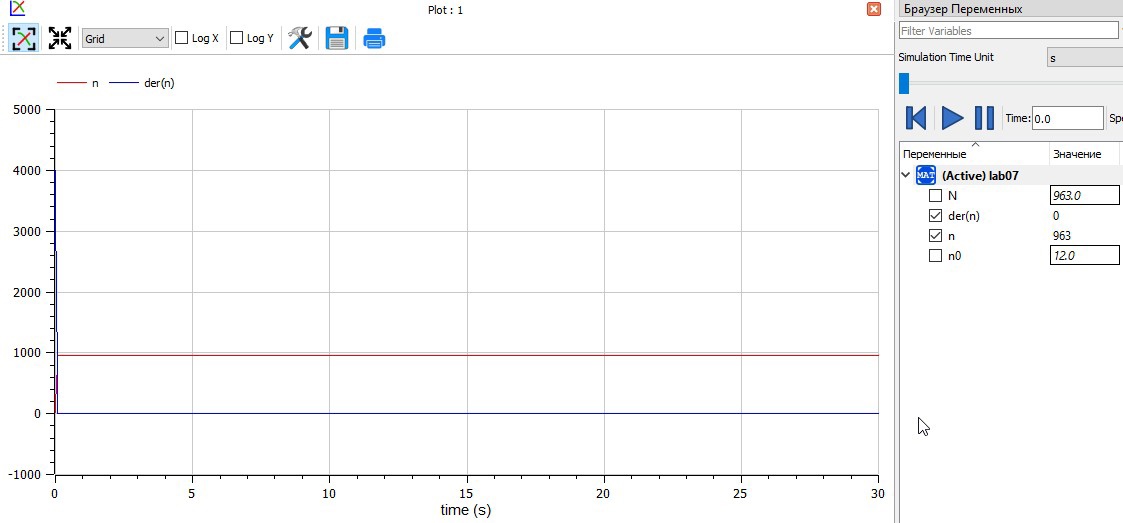 Plot : 1
Grid
Log X
Log Y
n
der(n)
5000
4000
3000
2000
1000
0
-1000
0
5
10
15
20
25
30
time (s)
Браузер Переменных
Filter Variables
Simulation Time Unit
s
Time:
0.0
Переменные
Значение
MAT
(Active) lab07
N
963.0
der(n)
0
n
963
n0
12.0